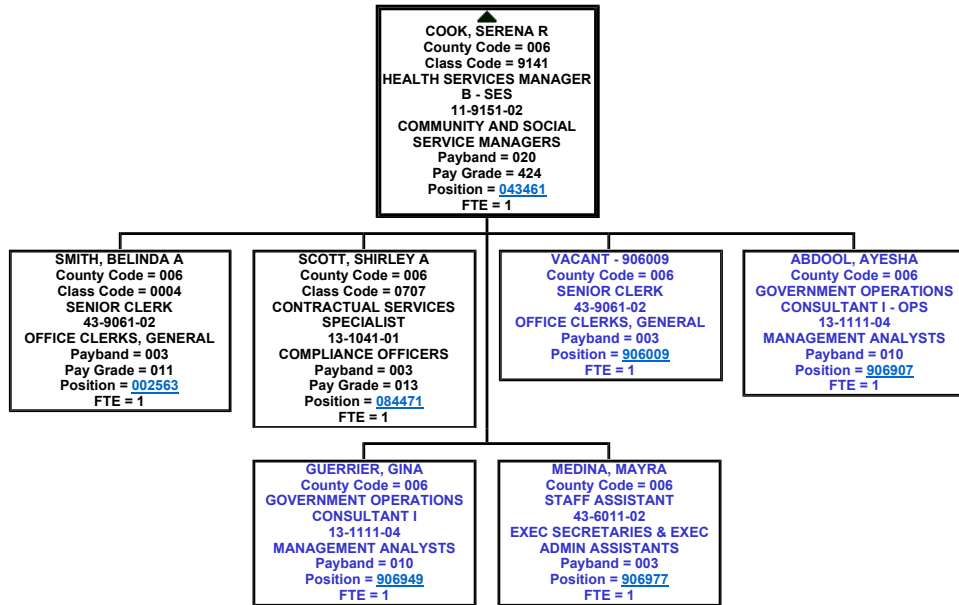 COOK, SERENA R
County Code = 006
Class Code = 9141
HEALTH SERVICES MANAGER
B - SES
11-9151-02
COMMUNITY AND SOCIAL
SERVICE MANAGERS
Payband = 020
Pay Grade = 424
Position = 043461
FTE = 1
SMITH, BELINDA A
County Code = 006
Class Code = 0004
SENIOR CLERK
43-9061-02
OFFICE CLERKS, GENERAL
Payband = 003
Pay Grade = 011
Position = 002563
FTE = 1
SCOTT, SHIRLEY A
County Code = 006
Class Code = 0707
CONTRACTUAL SERVICES
SPECIALIST
13-1041-01
COMPLIANCE OFFICERS
Payband = 003
Pay Grade = 013
Position = 084471
FTE = 1
VACANT - 906009
County Code = 006
SENIOR CLERK
43-9061-02
OFFICE CLERKS, GENERAL
Payband = 003
Position = 906009
FTE = 1
ABDOOL, AYESHA
County Code = 006
GOVERNMENT OPERATIONS
CONSULTANT I - OPS
13-1111-04
MANAGEMENT ANALYSTS
Payband = 010
Position = 906907
FTE = 1
GUERRIER, GINA
County Code = 006
GOVERNMENT OPERATIONS
CONSULTANT I
13-1111-04
MANAGEMENT ANALYSTS
Payband = 010
Position = 906949
FTE = 1
MEDINA, MAYRA
County Code = 006
STAFF ASSISTANT
43-6011-02
EXEC SECRETARIES & EXEC
ADMIN ASSISTANTS
Payband = 003
Position = 906977
FTE = 1